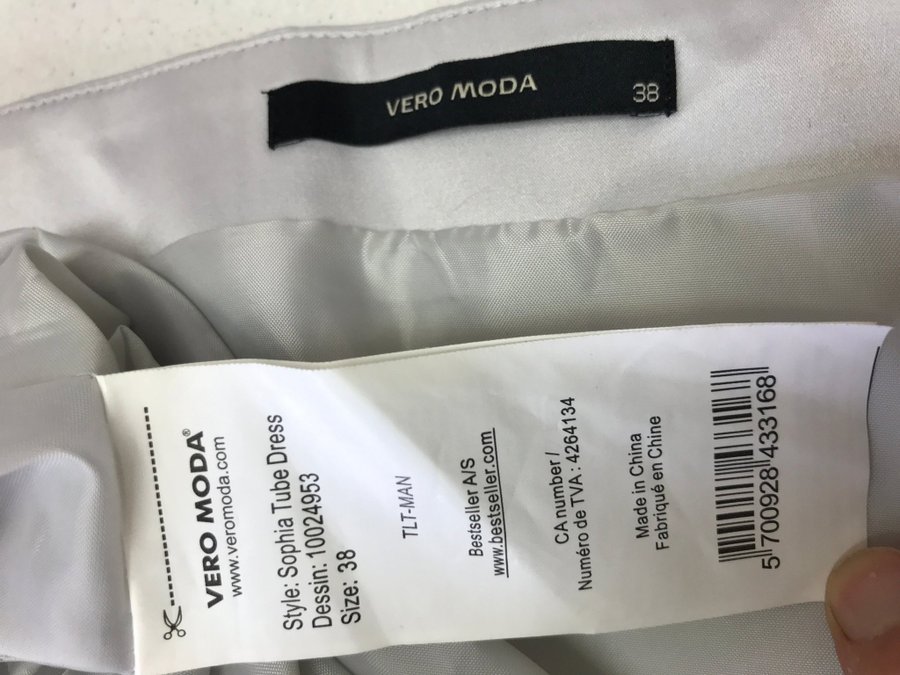 VERO MODA 38
VERO MODA®
www.veromoda.com
Style: Sophia Tube Dress
Dessin: 10024953
Size: 38
TLT-MAN
Bestseller A/S
www.bestseller.com
CA number /
Numéro de TVA : 4264134
Made in China
Fabriqué en Chine
5 700928 433168